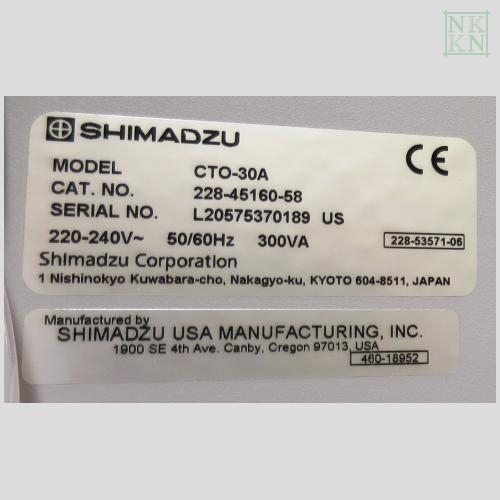 NK
KN
SHIMADZU
MODEL CTO-30A
CAT. NO. 228-45160-58
SERIAL NO. L20575370189 US
220-240V~ 50/60Hz 300VA 228-53571-06
Shimadzu Corporation
1 Nishinokyo Kuwabara-cho, Nakagyo-ku, KYOTO 604-8511, JAPAN
CE
Manufactured by
SHIMADZU USA MANUFACTURING, INC.
1900 SE 4th Ave. Canby, Oregon 97013, USA
460-18952